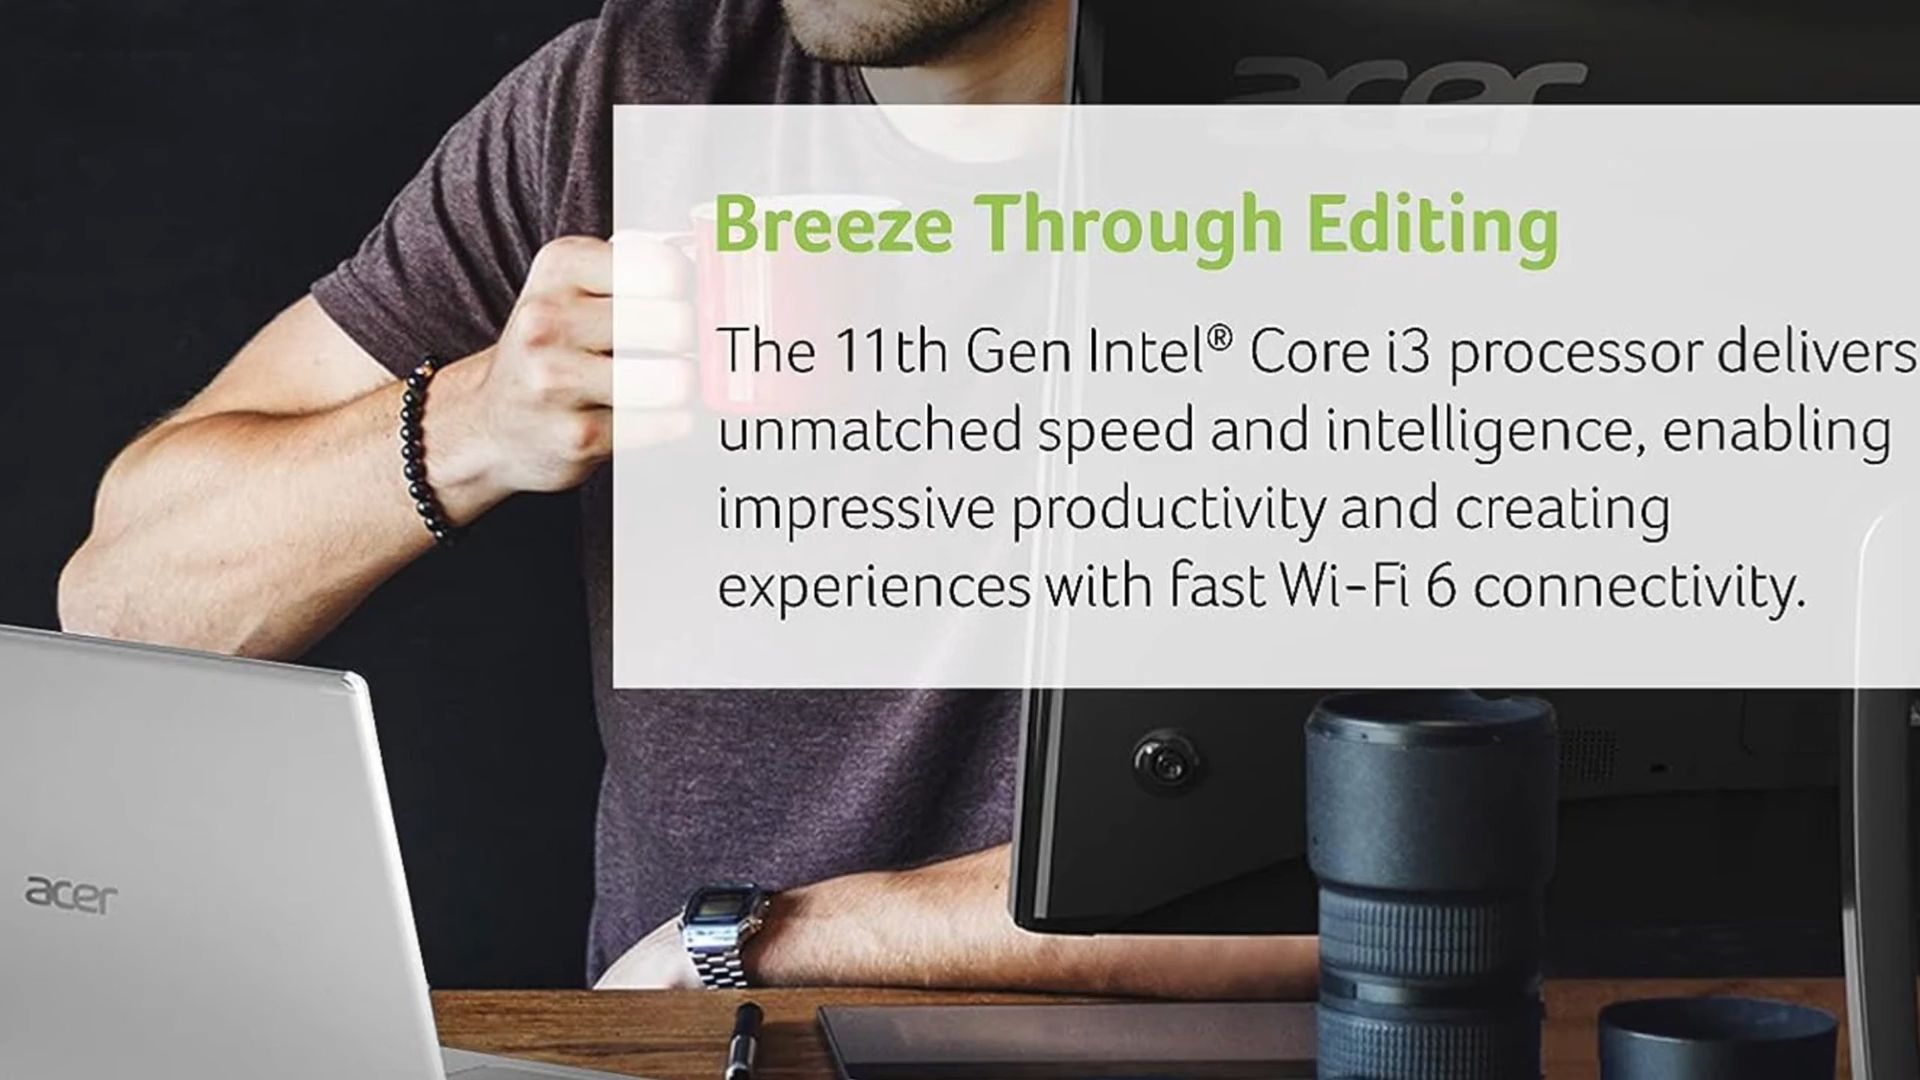 acer
Breeze Through Editing
The 11th Gen Intel® Core i3 processor delivers
unmatched speed and intelligence, enabling
impressive productivity and creating
experiences with fast Wi-Fi 6 connectivity.
acer